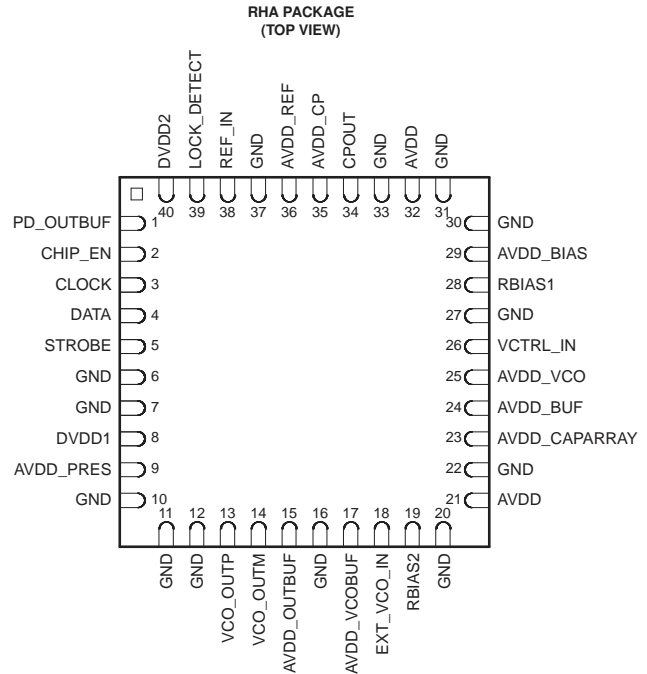 RHA PACKAGE
(TOP VIEW)
DVDD2
LOCK_DETECT
REF_IN
GND
AVDD_REF
AVDD_CP
CPOUT
GND
AVDD
GND
40 39 38 37 36 35 34 33 32 31
PD_OUTBUF 1
CHIP_EN 2
CLOCK 3
DATA 4
STROBE 5
GND 6
GND 7
DVDD1 8
AVDD_PRES 9
GND 10
30 GND
29 AVDD_BIAS
28 RBIAS1
27 GND
26 VCTRL_IN
25 AVDD_VCO
24 AVDD_BUF
23 AVDD_CAPARRAY
22 GND
21 AVDD
11 12 13 14 15 16 17 18 19 20
GND
GND
VCO_OUTP
VCO_OUTM
AVDD_OUTBUF
GND
AVDD_VCOBUF
EXT_VCO_IN
RBIAS2
GND